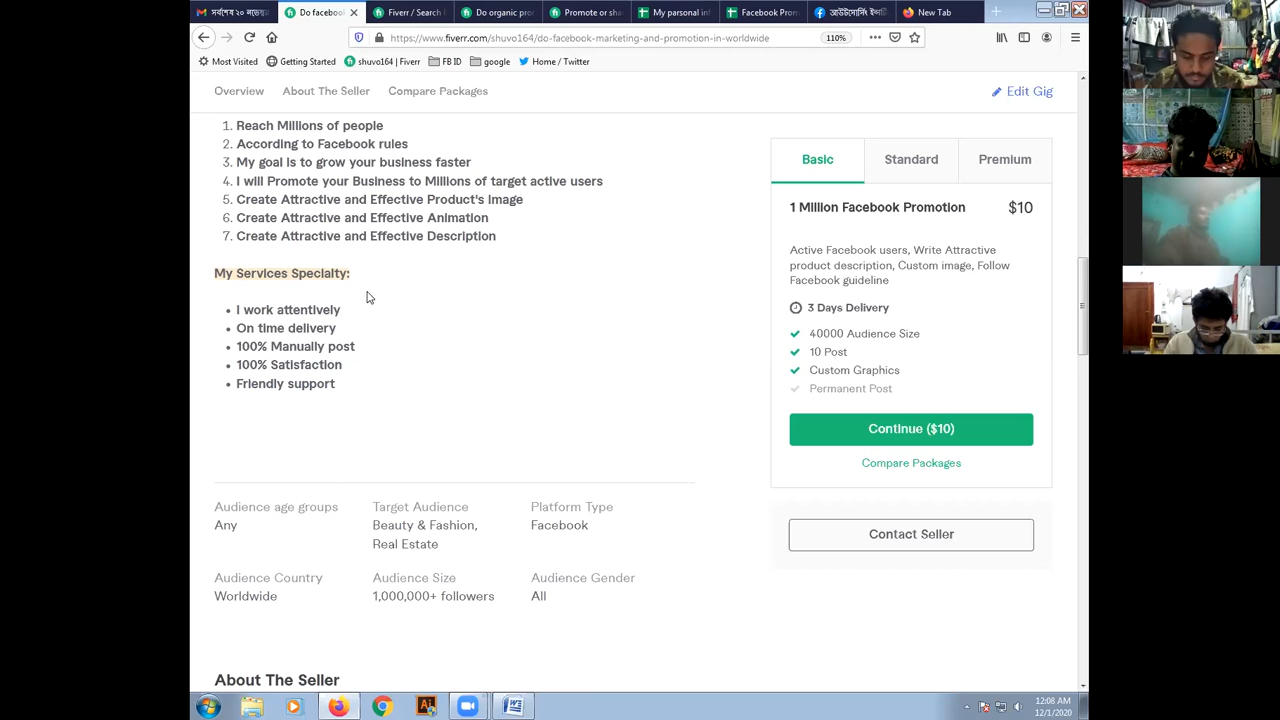 সর্বশেষ ২০ নভেম্বর
Do facebook
Fiverr / Search
Do organic pro
Promote or sha
My parsonal inf
Facebook Prom
আউটসোর্সিং ইন্সটি
New Tab
https://www.fiverr.com/shuvo164/do-facebook-marketing-and-promotion-in-worldwide
110%
Most Visited
Getting Started
shuvo164 | Fiverr
FB ID
google
Home / Twitter
Overview
About The Seller
Compare Packages
Edit Gig
1. Reach Millions of people
2. According to Facebook rules
3. My goal is to grow your business faster
4. I will Promote your Business to Millions of target active users
5. Create Attractive and Effective Product's Image
6. Create Attractive and Effective Animation
7. Create Attractive and Effective Description
My Services Specialty:
• I work attentively
• On time delivery
• 100% Manually post
• 100% Satisfaction
• Friendly support
Audience age groups
Any
Target Audience
Beauty & Fashion,
Real Estate
Platform Type
Facebook
Audience Country
Worldwide
Audience Size
1,000,000+ followers
Audience Gender
All
About The Seller
Basic
Standard
Premium
1 Million Facebook Promotion
$10
Active Facebook users, Write Attractive
product description, Custom image, Follow
Facebook guideline
3 Days Delivery
40000 Audience Size
10 Post
Custom Graphics
Permanent Post
Continue ($10)
Compare Packages
Contact Seller
12:08 AM
12/1/2020